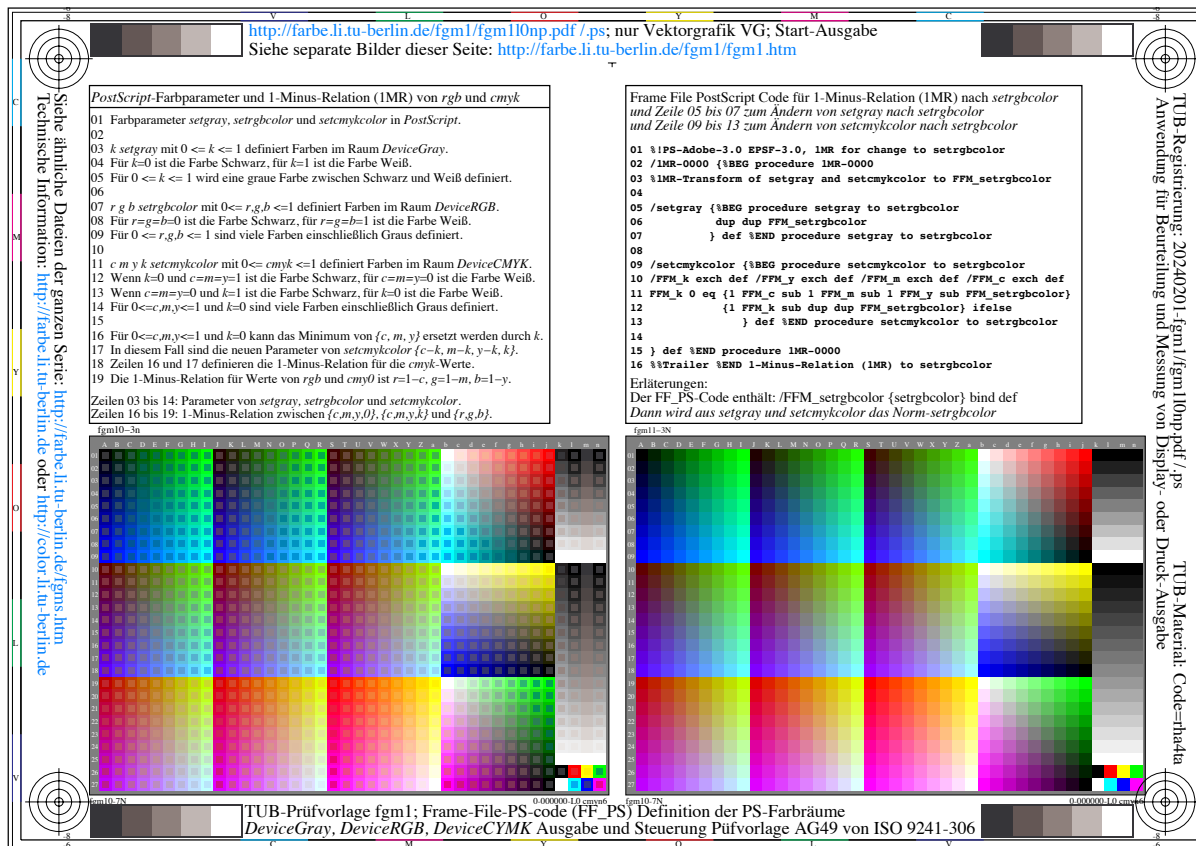 http://farbe.li.tu-berlin.de/fgm1/fgm1l0np.pdf /.ps; nur Vektorgrafik VG; Start-Ausgabe
Siehe separate Bilder dieser Seite: http://farbe.li.tu-berlin.de/fgm1/fgm1.htm
Siehe ähnliche Dateien der ganzen Serie: http://farbe.li.tu-berlin.de/fgms.htm
Technische Information: http://farbe.li.tu-berlin.de oder http://color.li.tu-berlin.de
PostScript-Farbparameter und 1-Minus-Relation (1MR) von rgb und cmyk
01 Farbparameter setgray, setrgbcolor und setcmykcolor in PostScript.
02
03 k setgray mit 0 <= k <= 1 definiert Farben im Raum DeviceGray.
04 Für k=0 ist die Farbe Schwarz, für k=1 ist die Farbe Weiß.
05 Für 0 <= k <= 1 wird eine graue Farbe zwischen Schwarz und Weiß definiert.
06
07 r g b setrgbcolor mit 0<= r,g,b <= 1 definiert Farben im Raum DeviceRGB.
08 Für r=g=b=0 ist die Farbe Schwarz, für r=g=b=1 ist die Farbe Weiß.
09 Für 0 <= r,g,b <= 1 sind viele Farben einschließlich Graus definiert.
10
11 c m y k setcmykcolor mit 0<= cmyk <=1 definiert Farben im Raum DeviceCMYK.
12 Wenn k=0 und c=m=y=1 ist die Farbe Schwarz, für c=m=y=0 ist die Farbe Weiß.
13 Wenn c=m=y=0 und k=1 ist die Farbe Schwarz, für k=0 ist die Farbe Weiß.
14 Für 0<=c,m,y<=1 und k=0 sind viele Farben einschließlich Graus definiert.
15
16 Für 0<=c,m,y<=1 und k=0 kann das Minimum von {c, m, y} ersetzt werden durch k.
17 In diesem Fall sind die neuen Parameter von setcmykcolor {c−k, m−k, y−k, k}.
18 Zeilen 16 und 17 definieren die 1-Minus-Relation für die cmyk-Werte.
19 Die 1-Minus-Relation für Werte von rgb und cmy0 ist r=1−c, g=1−m, b=1−y.
Zeilen 03 bis 14: Parameter von setgray, setrgbcolor und setcmykcolor.
Zeilen 16 bis 19: 1-Minus-Relation zwischen {c,m,y,0}, {c,m,y,k} und {r,g,b}.
fgm10−3n
Frame File PostScript Code für 1-Minus-Relation (1MR) nach setrgbcolor
und Zeile 05 bis 07 zum Ändern von setgray nach setrgbcolor
und Zeile 09 bis 13 zum Ändern von setcmykcolor nach setrgbcolor
01 %!PS-Adobe-3.0 EPSF-3.0, 1MR for change to setrgbcolor
02 /1MR-0000 {%BEG procedure 1MR-0000
03 %1MR-Transform of setgray and setcmykcolor to FFM_setrgbcolor
04
05 /setgray {%BEG procedure setgray to setrgbcolor
06 dup dup FFM_setrgbcolor
07 } def %END procedure setgray to setrgbcolor
08
09 /setcmykcolor {%BEG procedure setcmykcolor to setrgbcolor
10 /FFM_k exch def /FFM_y exch def /FFM_m exch def /FFM_c exch def
11 FFM_k 0 eq {1 FFM_c sub 1 FFM_m sub 1 FFM_y sub FFM_setrgbcolor}
12 {1 FFM_k sub dup dup FFM_setrgbcolor} ifelse
13 } def %END procedure setcmykcolor to setrgbcolor
14
15 } def %END procedure 1MR-0000
16 %%Trailer %END 1-Minus-Relation (1MR) to setrgbcolor
Erläterungen:
Der FF_PS-Code enthält: /FFM_setrgbcolor {setrgbcolor} bind def
Dann wird aus setgray und setcmykcolor das Norm-setrgbcolor
fgm11−3N
TUB-Registrierung: 20240201-fgm1/fgm1l0np.pdf /.ps TUB-Material: Code=rha4ta
Anwendung für Beurteilung und Messung von Display- oder Druck-Ausgabe
fgm10-7N
0-000000-L0 cmyn6
fgm10-7N
0-000000-L0 cmyn6
TUB-Prüfvorlage fgm1; Frame-File-PS-code (FF_PS) Definition der PS-Farbräume
DeviceGray, DeviceRGB, DeviceCYMK Ausgabe und Steuerung Püfvorlage AG49 von ISO 9241-306